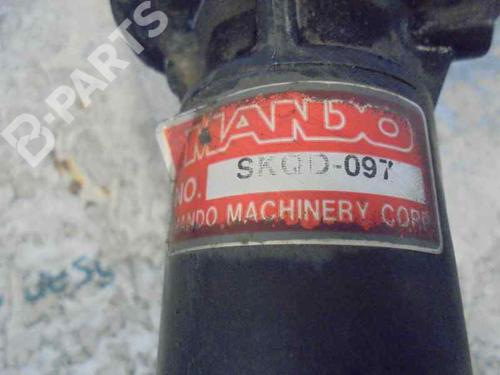 B-PARTS
MANDO
NO. SKQD-097
MANDO MACHINERY CORP